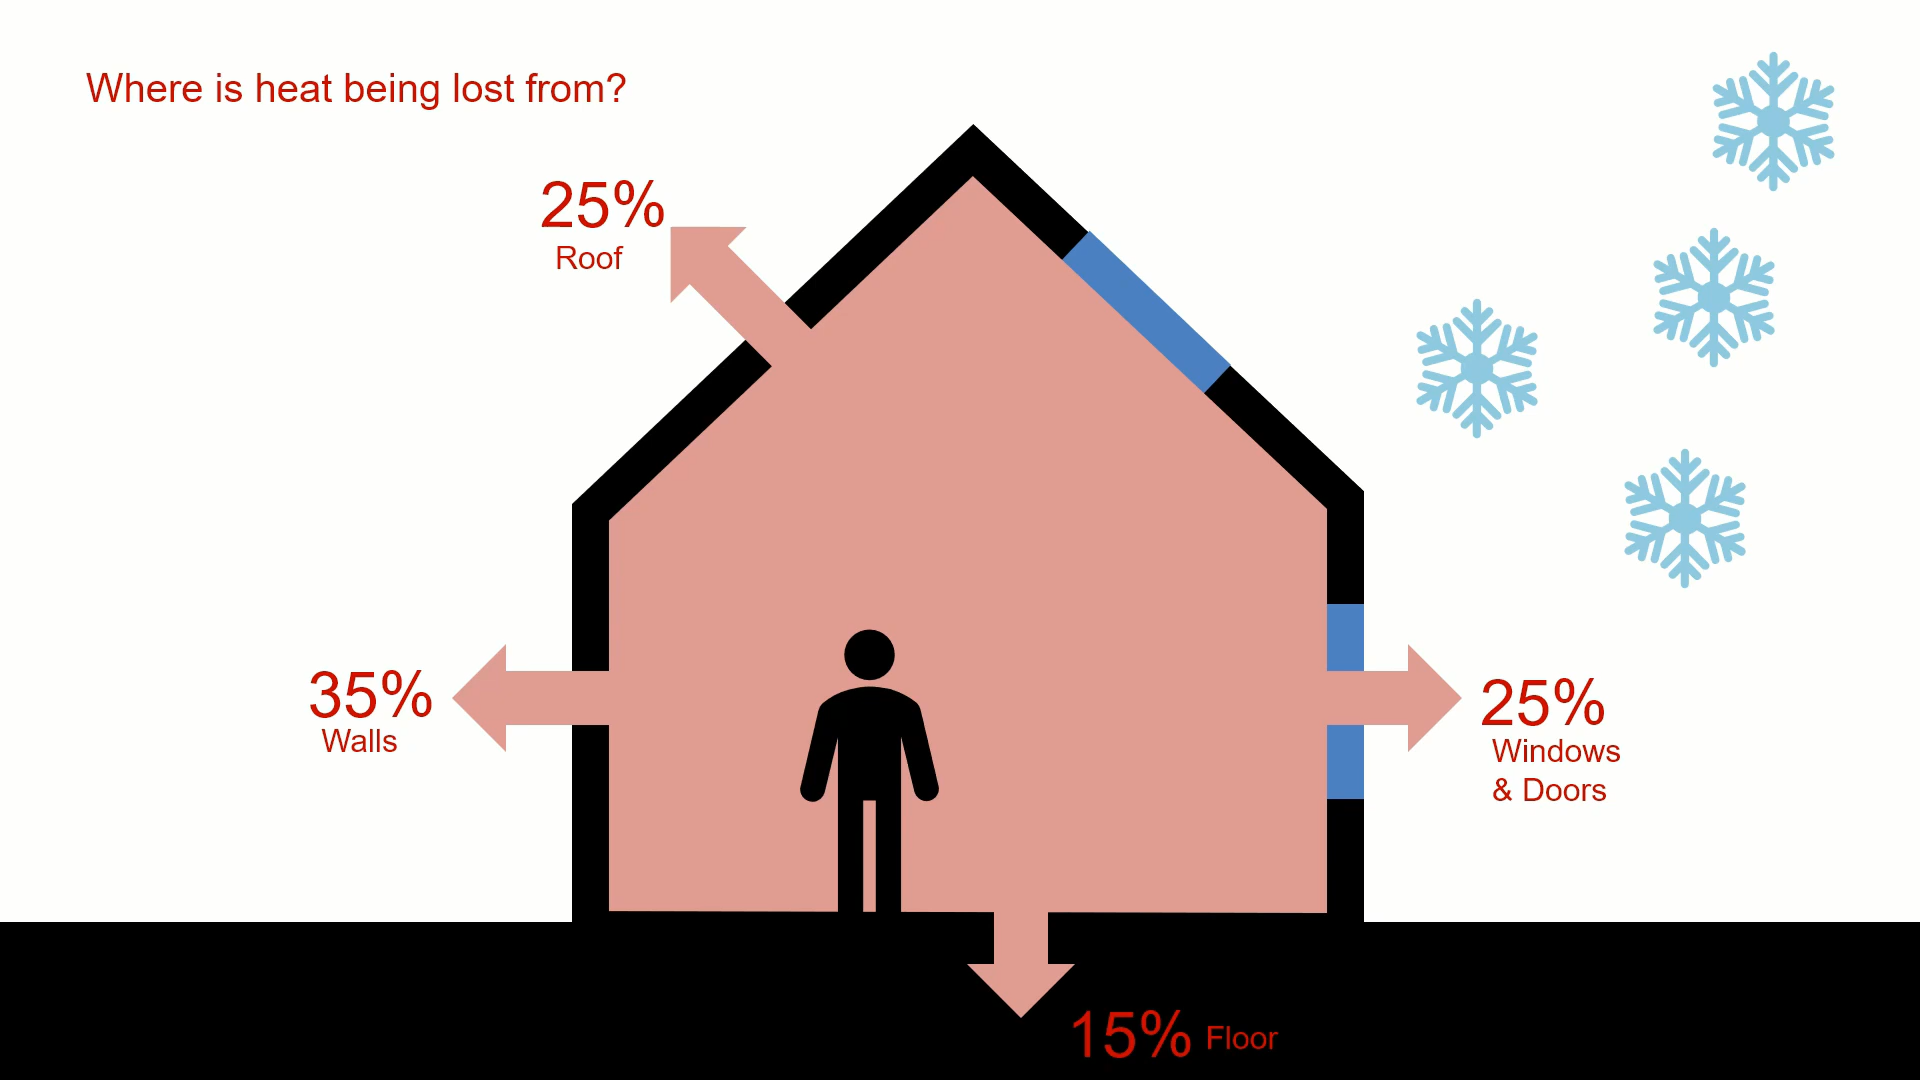 Where is heat being lost from?
25%
Roof
35%
Walls
25%
Windows
& Doors
15% Floor